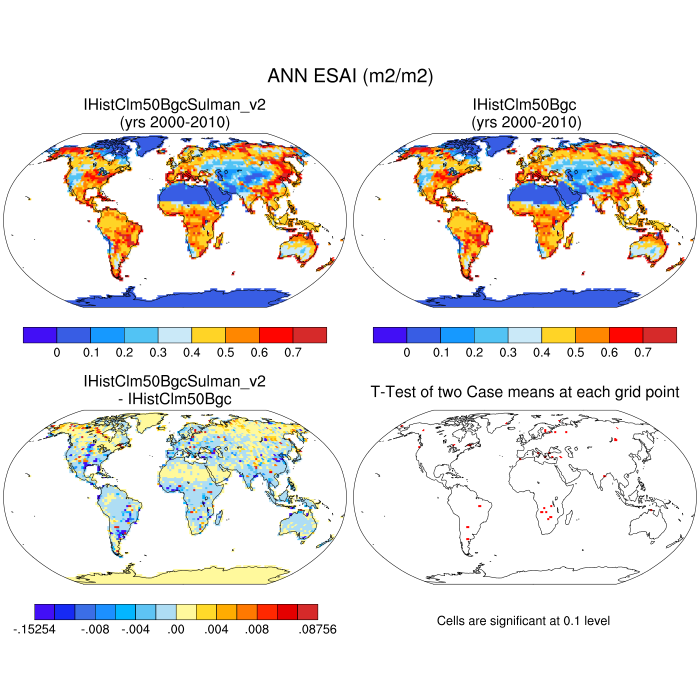 ANN ESAI (m2/m2)
IHistClm50BgcSulman_v2
(yrs 2000-2010)
IHistClm50Bgc
(yrs 2000-2010)
0 0.1 0.2 0.3 0.4 0.5 0.6 0.7
0 0.1 0.2 0.3 0.4 0.5 0.6 0.7
IHistClm50BgcSulman_v2
- IHistClm50Bgc
T-Test of two Case means at each grid point
-.15254 -.008 -.004 .00 .004 .008 .08756
Cells are significant at 0.1 level